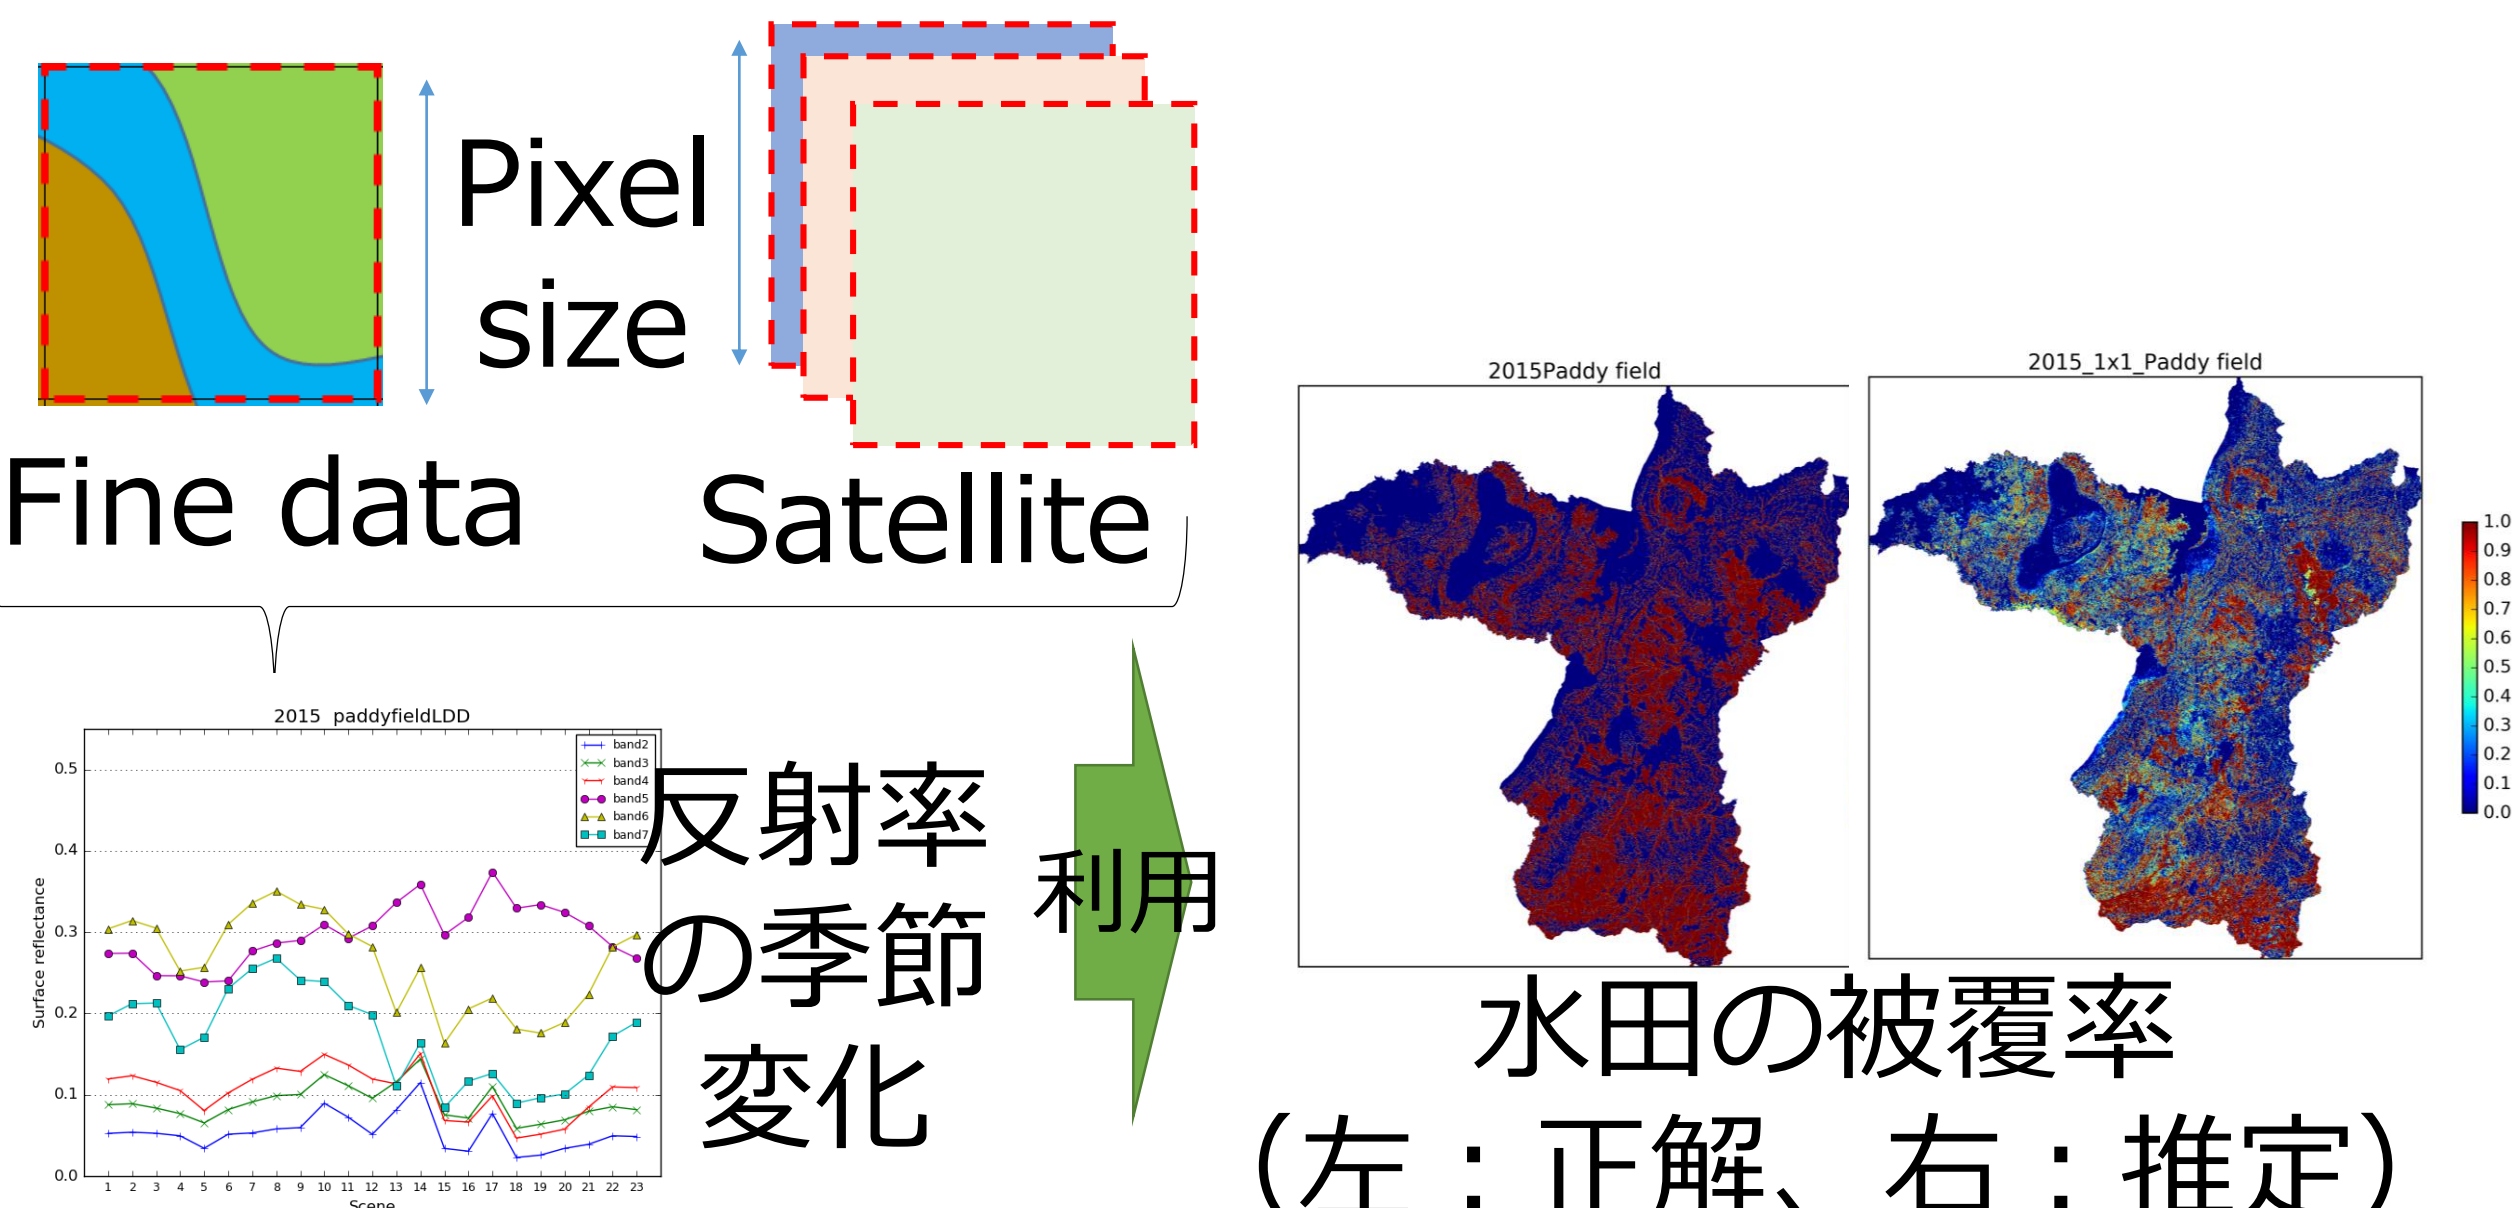 Pixel
size
Fine data
Satellite
2015 paddyfieldLDD
band2
band3
band4
band5
band6
band7
0.5
0.4
0.3
0.2
0.1
0.0
Surface reflectance
1 2 3 4 5 6 7 8 9 10 11 12 13 14 15 16 17 18 19 20 21 22 23
Scene
反射率
の季節
変化
利用
2015Paddy field
2015_1x1_Paddy field
1.0
0.9
0.8
0.7
0.6
0.5
0.4
0.3
0.2
0.1
0.0
水田の被覆率
（左：正解、右：推定）